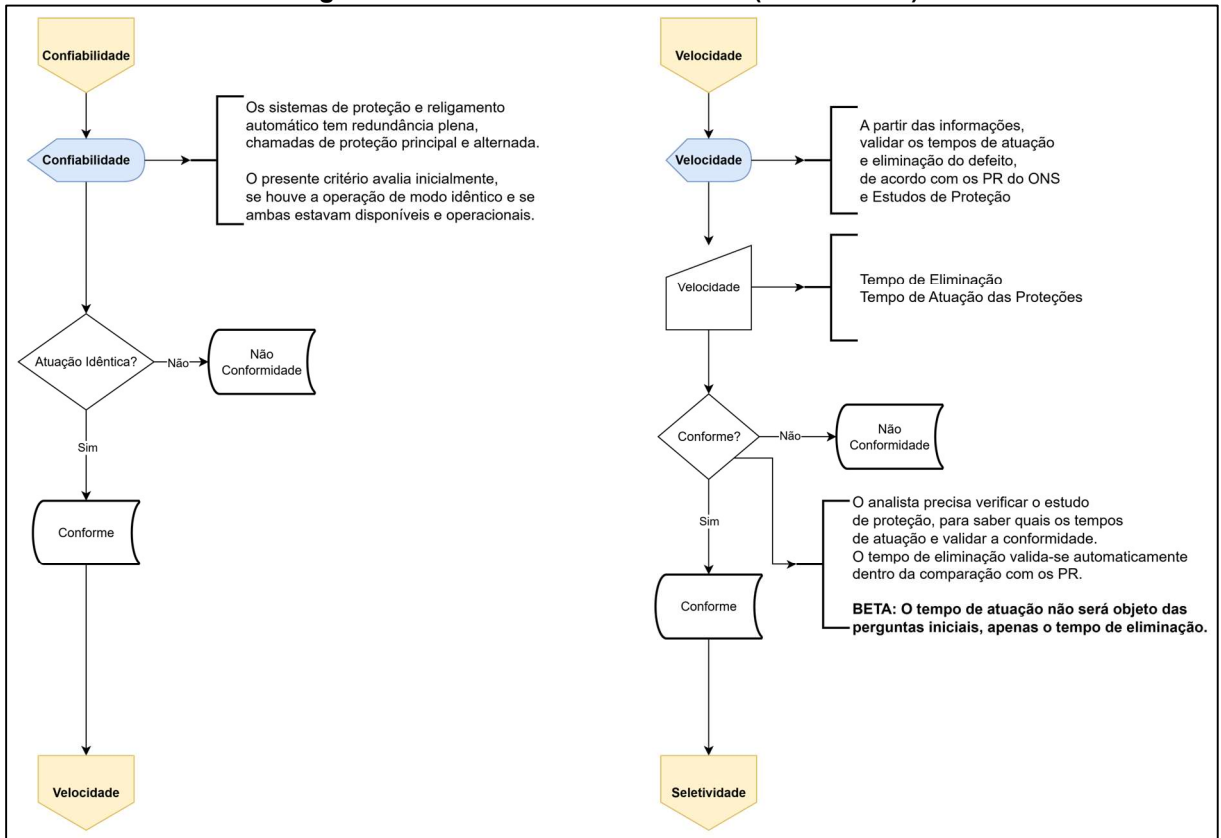 Confiabilidade
Confiabilidade
Os sistemas de proteção e religamento
automático tem redundância plena,
chamadas de proteção principal e alternada.
O presente critério avalia inicialmente,
se houve a operação de modo idêntico e se
ambas estavam disponíveis e operacionais.
Atuação Idêntica?
Não
Não
Conformidade
Sim
Conforme
Velocidade
Velocidade
Velocidade
A partir das informações,
validar os tempos de atuação
e eliminação do defeito,
de acordo com os PR do ONS
e Estudos de Proteção
Velocidade
Tempo de Eliminação
Tempo de Atuação das Proteções
Conforme?
Não
Não
Conformidade
Sim
O analista precisa verificar o estudo
de proteção, para saber quais os tempos
de atuação e validar a conformidade.
O tempo de eliminação valida-se automaticamente
dentro da comparação com os PR.
BETA: O tempo de atuação não será objeto das
perguntas iniciais, apenas o tempo de eliminação.
Conforme
Seletividade